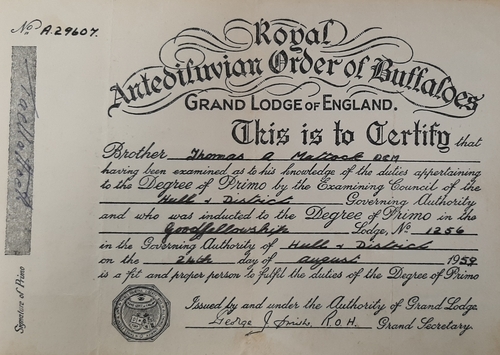 No A.29607.
Royal
Antediluvian Order of Buffaloes
GRAND LODGE OF ENGLAND.
This is to Certify that
Brother Thomas A Mattock DCM
having been examined as to his knowledge of the duties appertaining
to the Degree of Primo by the Examining Council of the
Hull & District Governing Authority
and who was inducted to the Degree of Primo in the
Goodfellowship Lodge, No 1256
in the Governing Authority of Hull & District
on the 24th day of august 1959
is a fit and proper person to fulfil the duties of the Degree of Primo
Issued by and under the Authority of Grand Lodge
George J R.O.H. Grand Secretary.
Signature of Primo